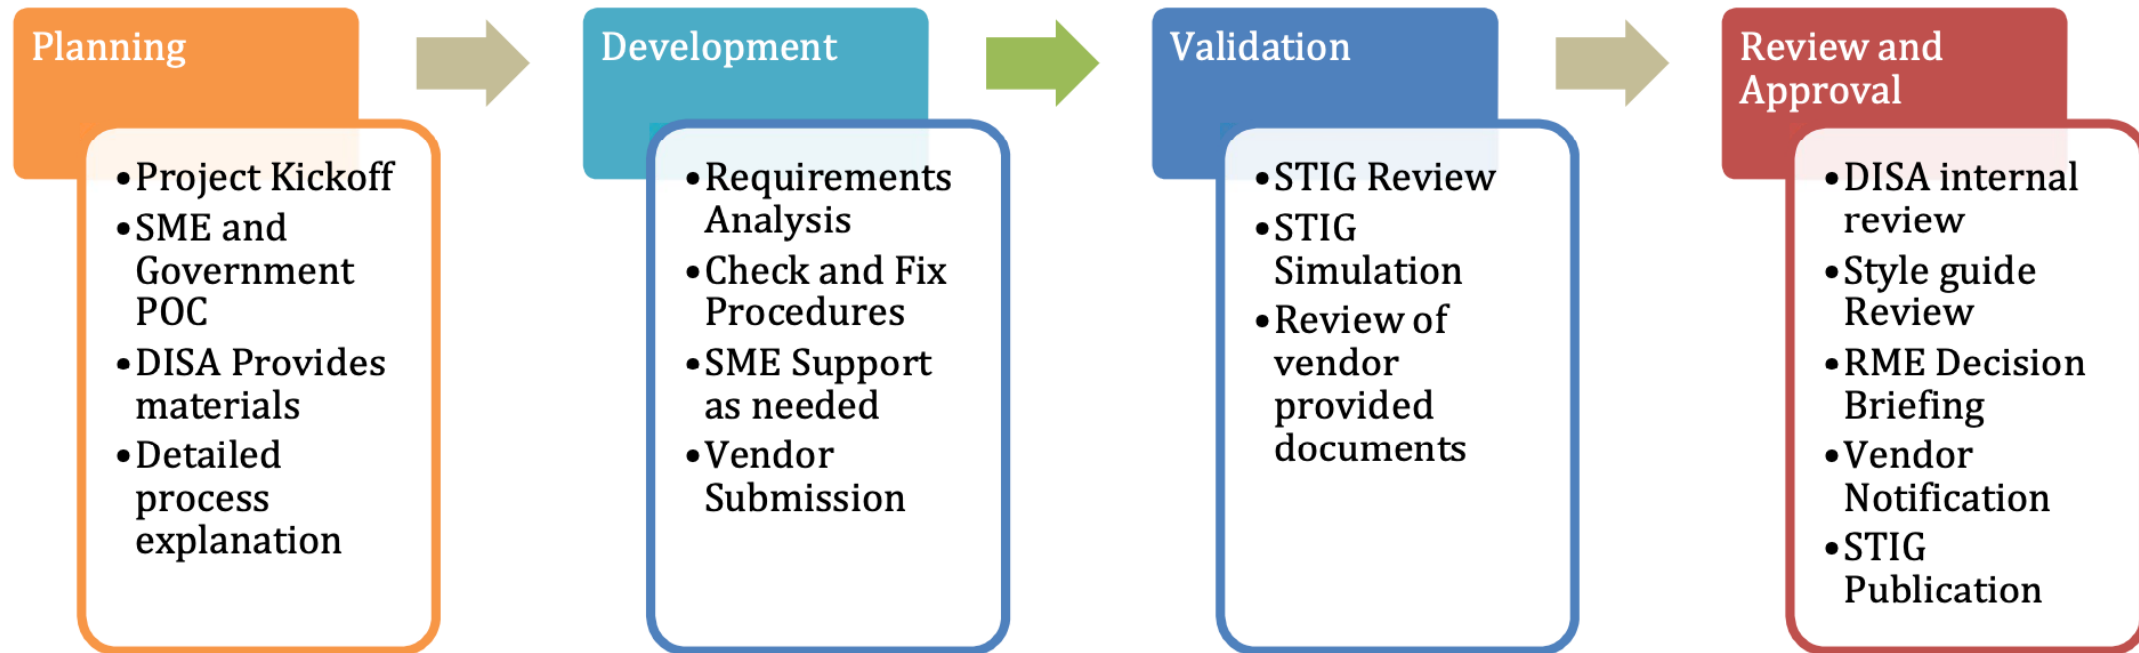 Planning
•Project Kickoff
•SME and
Government
POC
•DISA Provides
materials
•Detailed
process
explanation
Development
•Requirements
Analysis
•Check and Fix
Procedures
•SME Support
as needed
•Vendor
Submission
Validation
•STIG Review
•STIG
Simulation
•Review of
vendor
provided
documents
Review and
Approval
•DISA internal
review
•Style guide
Review
•RME Decision
Briefing
•Vendor
Notification
•STIG
Publication